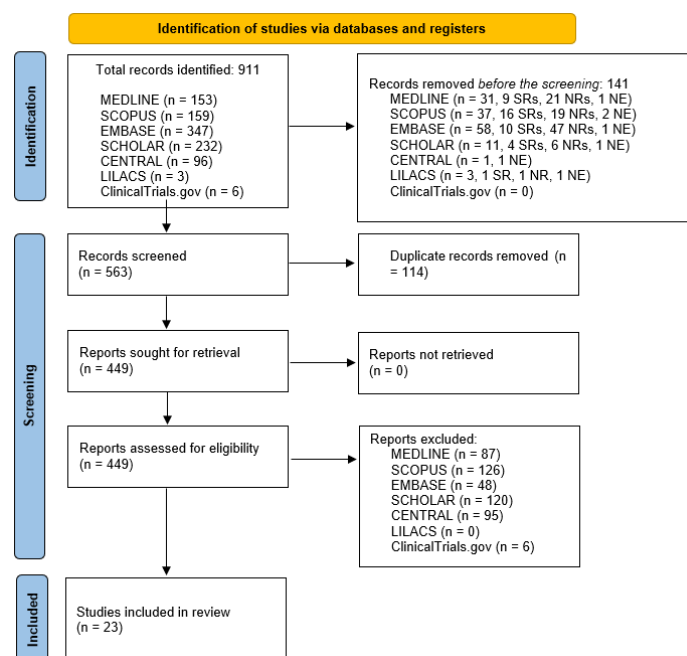 Identification of studies via databases and registers
Identification
Total records identified: 911
MEDLINE (n = 153)
SCOPUS (n = 159)
EMBASE (n = 347)
SCHOLAR (n = 232)
CENTRAL (n = 96)
LILACS (n = 3)
ClinicalTrials.gov (n = 6)
Records removed before the screening: 141
MEDLINE (n = 31, 9 SRs, 21 NRs, 1 NE)
SCOPUS (n = 37, 16 SRs, 19 NRs, 2 NE)
EMBASE (n = 58, 10 SRs, 47 NRs, 1 NE)
SCHOLAR (n = 11, 4 SRs, 6 NRs, 1 NE)
CENTRAL (n = 1, 1 NE)
LILACS (n = 3, 1 SR, 1 NR, 1 NE)
ClinicalTrials.gov (n = 0)
Screening
Records screened
(n = 563)
Duplicate records removed (n
= 114)
Reports sought for retrieval
(n = 449)
Reports not retrieved
(n = 0)
Reports assessed for eligibility
(n = 449)
Reports excluded:
MEDLINE (n = 87)
SCOPUS (n = 126)
EMBASE (n = 48)
SCHOLAR (n = 120)
CENTRAL (n = 95)
LILACS (n = 0)
ClinicalTrials.gov (n = 6)
Included
Studies included in review
(n = 23)